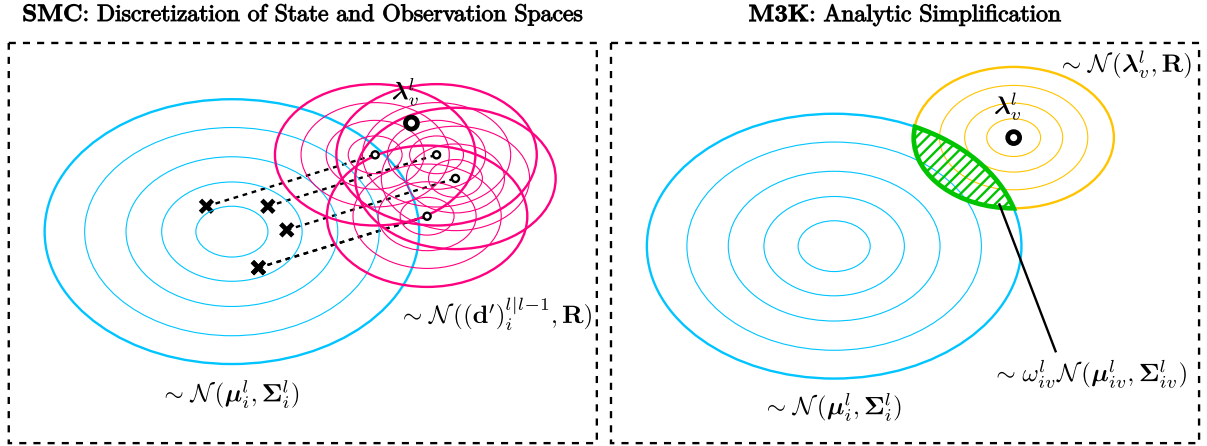 SMC: Discretization of State and Observation Spaces
λ_v^l
∼ N((d′)_i^{l|l−1}, R)
∼ N(μ_i^l, Σ_i^l)
M3K: Analytic Simplification
∼ N(λ_v^l, R)
λ_v^l
∼ ω_{iv}^l N(μ_{iv}^l, Σ_{iv}^l)
∼ N(μ_i^l, Σ_i^l)